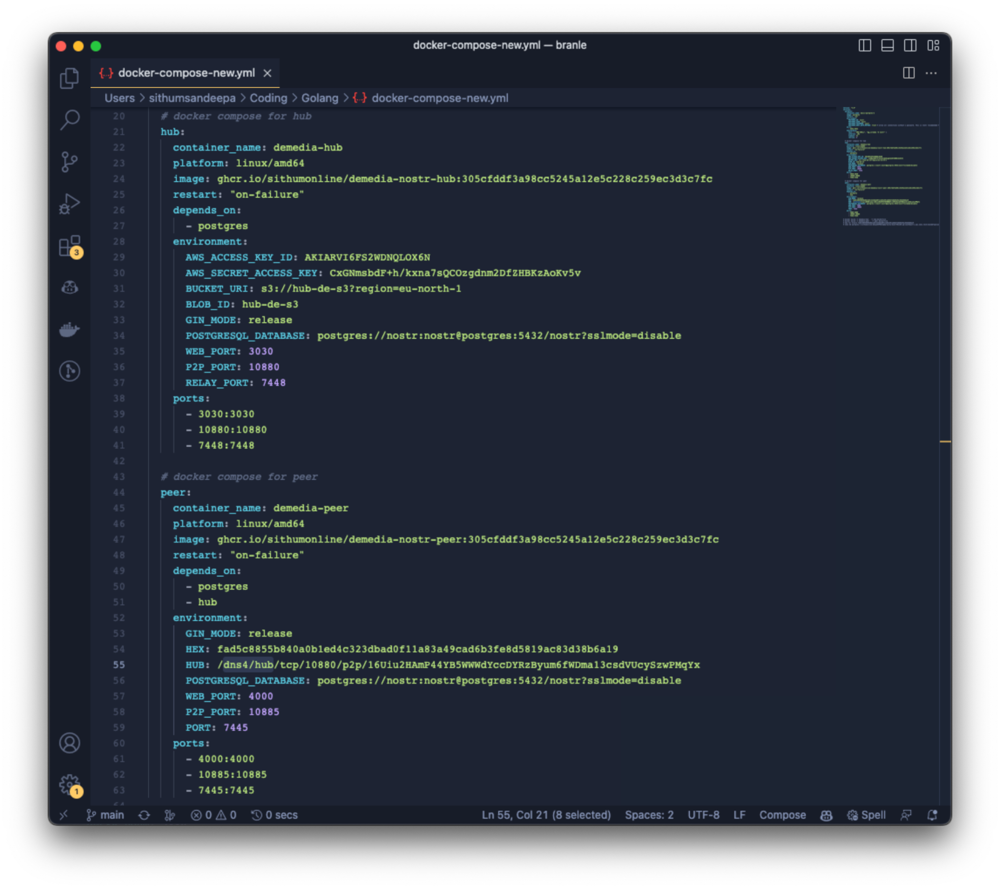 docker-compose-new.yml — branle
docker-compose-new.yml
Users > sithumsandeepa > Coding > Golang > docker-compose-new.yml
20 # docker compose for hub
21 hub:
22 container_name: demedia-hub
23 platform: linux/amd64
24 image: ghcr.io/sithumonline/demedia-nostr-hub:305cfddf3a98cc5245a12e5c228c259ec3d3c7fc
25 restart: "on-failure"
26 depends_on:
27 - postgres
28 environment:
29 AWS_ACCESS_KEY_ID: AKIARVI6FS2WDNQLOX6N
30 AWS_SECRET_ACCESS_KEY: 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
31 BUCKET_URI: s3://hub-de-s3?region=eu-north-1
32 BLOB_ID: hub-de-s3
33 GIN_MODE: release
34 POSTGRESQL_DATABASE: postgres://nostr:nostr@postgres:5432/nostr?sslmode=disable
35 WEB_PORT: 3030
36 P2P_PORT: 10880
37 RELAY_PORT: 7448
38 ports:
39 - 3030:3030
40 - 10880:10880
41 - 7448:7448
42
43 # docker compose for peer
44 peer:
45 container_name: demedia-peer
46 platform: linux/amd64
47 image: ghcr.io/sithumonline/demedia-nostr-peer:305cfddf3a98cc5245a12e5c228c259ec3d3c7fc
48 restart: "on-failure"
49 depends_on:
50 - postgres
51 - hub
52 environment:
53 GIN_MODE: release
54 HEX: fad5c8855b840a0b1ed4c323dbad0f11a83a49cad6b3fe8d5819ac83d38b6a19
55 HUB: /dns4/hub/tcp/10880/p2p/16Uiu2HAmP44YB5WWWdYccDYRzByum6fWDma13csdVUcySzwPMqYx
56 POSTGRESQL_DATABASE: postgres://nostr:nostr@postgres:5432/nostr?sslmode=disable
57 WEB_PORT: 4000
58 P2P_PORT: 10885
59 PORT: 7445
60 ports:
61 - 4000:4000
62 - 10885:10885
63 - 7445:7445
3
1
main 0 0 0 secs Ln 55, Col 21 (8 selected) Spaces: 2 UTF-8 LF Compose Spell